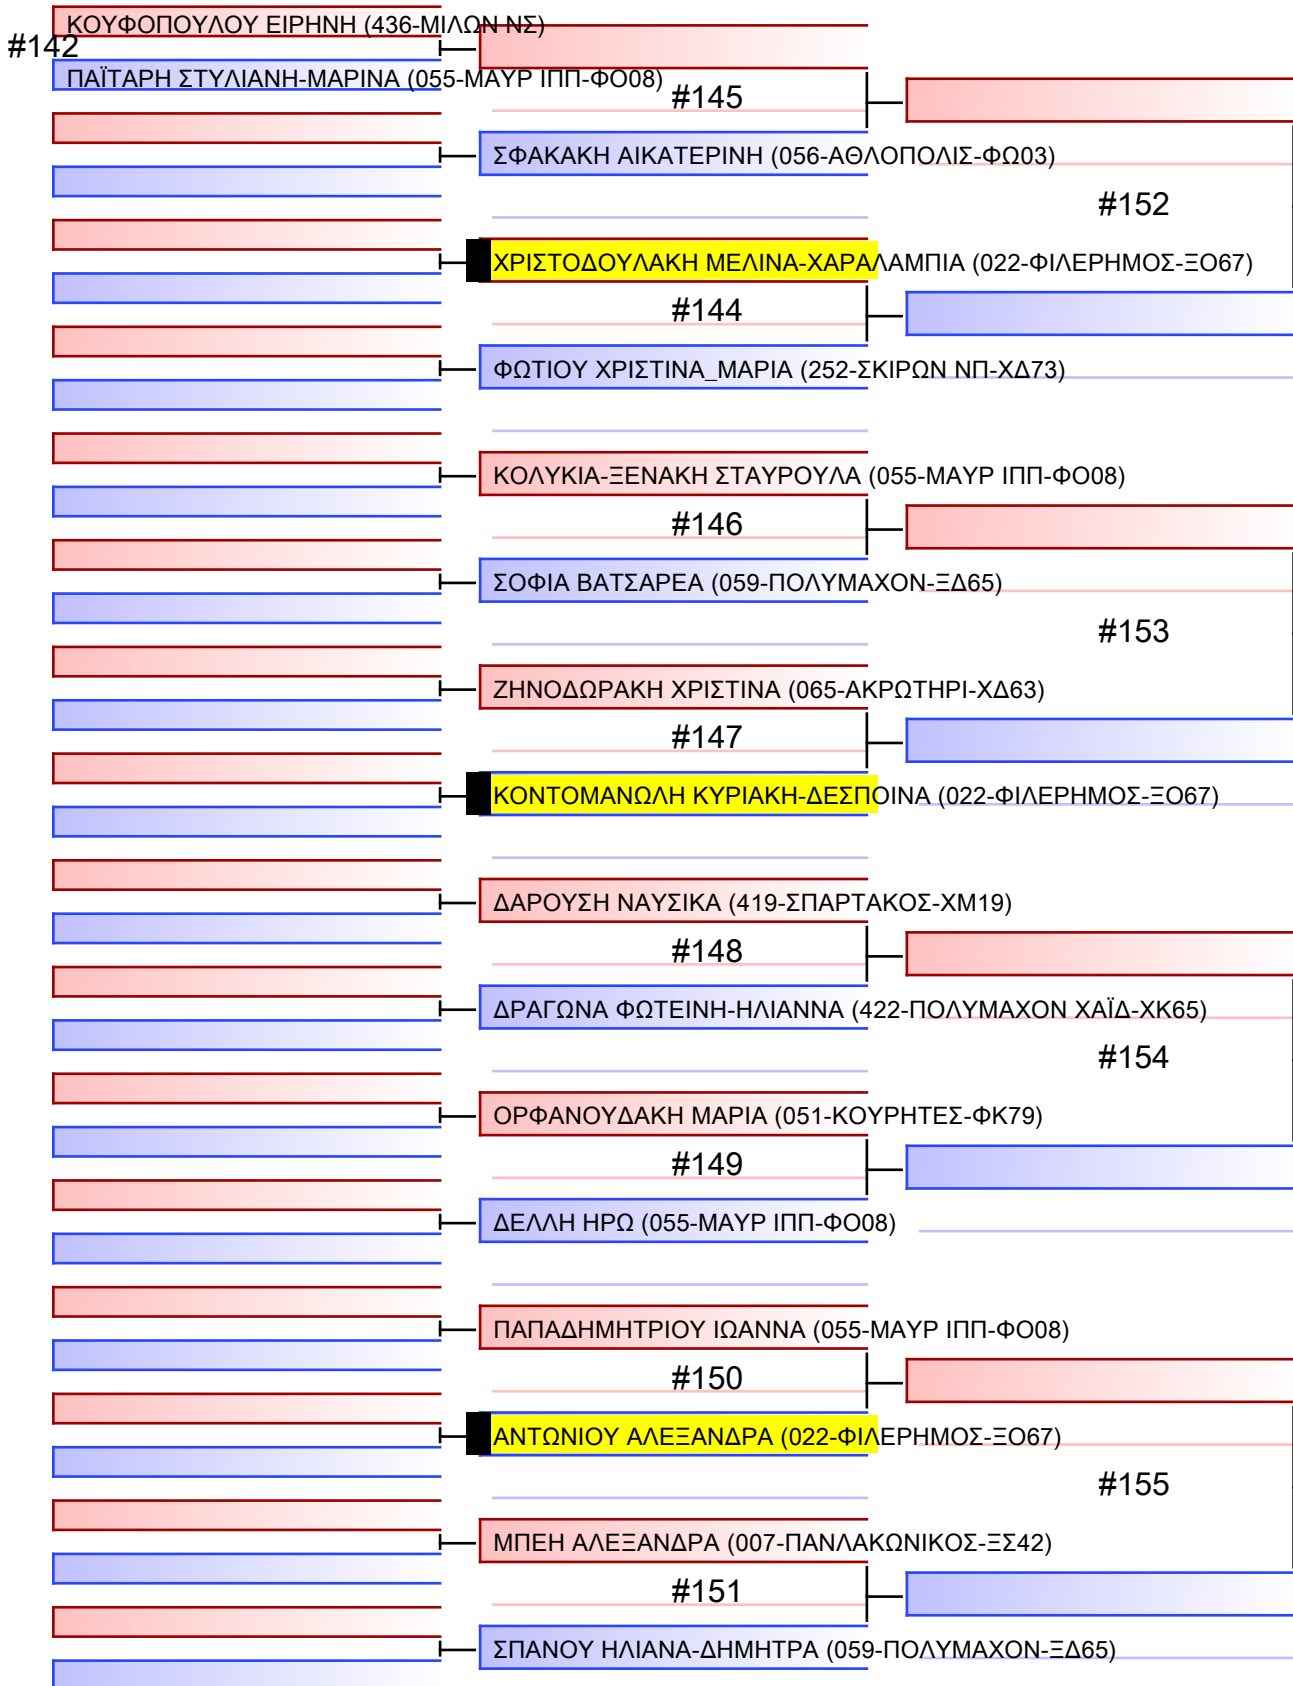 ΚΟΥΦΟΠΟΥΛΟΥ ΕΙΡΗΝΗ (436-ΜΙΛΩΝ ΝΣ)
#142
ΠΑΪΤΑΡΗ ΣΤΥΛΙΑΝΗ-ΜΑΡΙΝΑ (055-ΜΑΥΡ ΙΠΠ-ΦΟ08)
#145
ΣΦΑΚΑΚΗ ΑΙΚΑΤΕΡΙΝΗ (056-ΑΘΛΟΠΟΛΙΣ-ΦΩ03)
#152
ΧΡΙΣΤΟΔΟΥΛΑΚΗ ΜΕΛΙΝΑ-ΧΑΡΑΛΑΜΠΙΑ (022-ΦΙΛΕΡΗΜΟΣ-ΞΟ67)
#144
ΦΩΤΙΟΥ ΧΡΙΣΤΙΝΑ_ΜΑΡΙΑ (252-ΣΚΙΡΩΝ ΝΠ-ΧΔ73)
ΚΟΛΥΚΙΑ-ΞΕΝΑΚΗ ΣΤΑΥΡΟΥΛΑ (055-ΜΑΥΡ ΙΠΠ-ΦΟ08)
#146
ΣΟΦΙΑ ΒΑΤΣΑΡΕΑ (059-ΠΟΛΥΜΑΧΟΝ-ΞΔ65)
#153
ΖΗΝΟΔΩΡΑΚΗ ΧΡΙΣΤΙΝΑ (065-ΑΚΡΩΤΗΡΙ-ΧΔ63)
#147
ΚΟΝΤΟΜΑΝΩΛΗ ΚΥΡΙΑΚΗ-ΔΕΣΠΟΙΝΑ (022-ΦΙΛΕΡΗΜΟΣ-ΞΟ67)
ΔΑΡΟΥΣΗ ΝΑΥΣΙΚΑ (419-ΣΠΑΡΤΑΚΟΣ-ΧΜ19)
#148
ΔΡΑΓΩΝΑ ΦΩΤΕΙΝΗ-ΗΛΙΑΝΝΑ (422-ΠΟΛΥΜΑΧΟΝ ΧΑΪΔ-ΧΚ65)
#154
ΟΡΦΑΝΟΥΔΑΚΗ ΜΑΡΙΑ (051-ΚΟΥΡΗΤΕΣ-ΦΚ79)
#149
ΔΕΛΛΗ ΗΡΩ (055-ΜΑΥΡ ΙΠΠ-ΦΟ08)
ΠΑΠΑΔΗΜΗΤΡΙΟΥ ΙΩΑΝΝΑ (055-ΜΑΥΡ ΙΠΠ-ΦΟ08)
#150
ΑΝΤΩΝΙΟΥ ΑΛΕΞΑΝΔΡΑ (022-ΦΙΛΕΡΗΜΟΣ-ΞΟ67)
#155
ΜΠΕΗ ΑΛΕΞΑΝΔΡΑ (007-ΠΑΝΛΑΚΩΝΙΚΟΣ-ΞΣ42)
#151
ΣΠΑΝΟΥ ΗΛΙΑΝΑ-ΔΗΜΗΤΡΑ (059-ΠΟΛΥΜΑΧΟΝ-ΞΔ65)